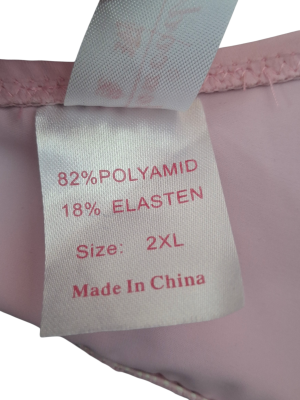 82%POLYAMID
18% ELASTEN
Size: 2XL
Made In China